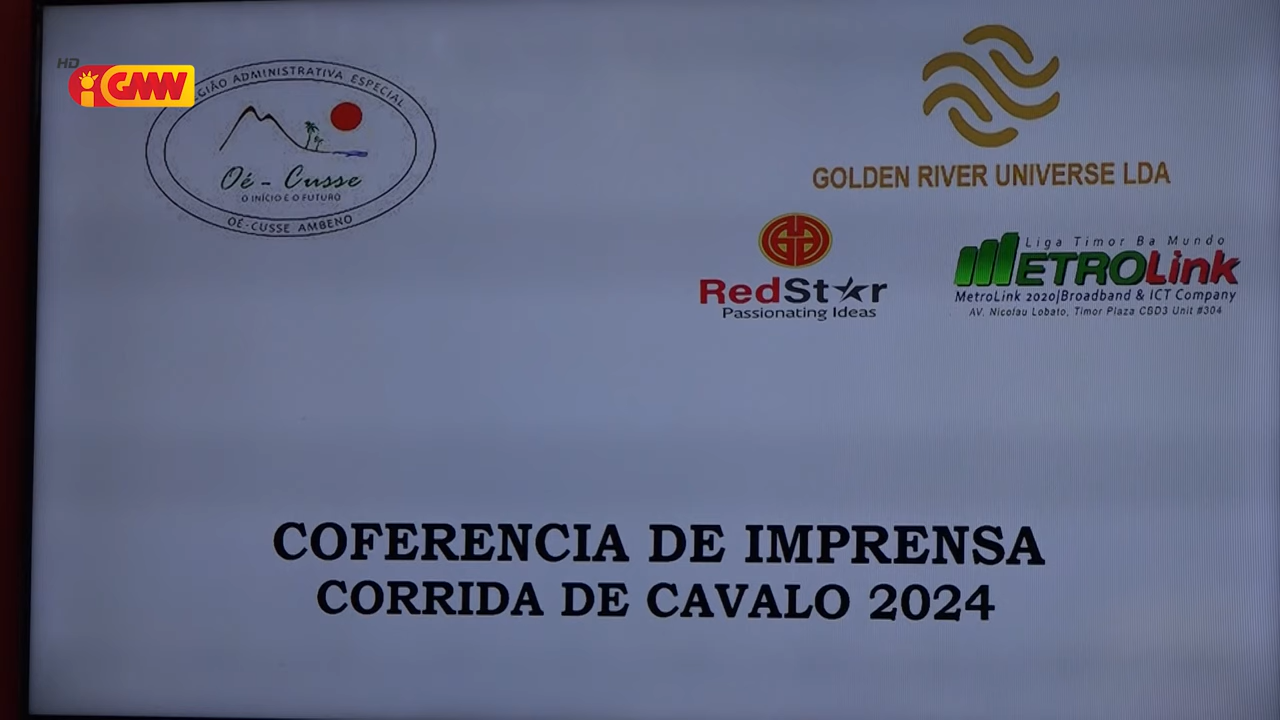 HD
GMW
GIÃO ADMINISTRATIVA ESPECIAL
Oé - Cusse
O INÍCIO E O FUTURO
OÉ-CUSSE AMBENO
GOLDEN RIVER UNIVERSE LDA
RedStar
Passionating Ideas
Liga Timor Ba Mundo
METROLink
MetroLink 2020|Broadband & ICT Company
AV. Nicolau Lobato, Timor Plaza CBD3 Unit #304
COFERENCIA DE IMPRENSA
CORRIDA DE CAVALO 2024